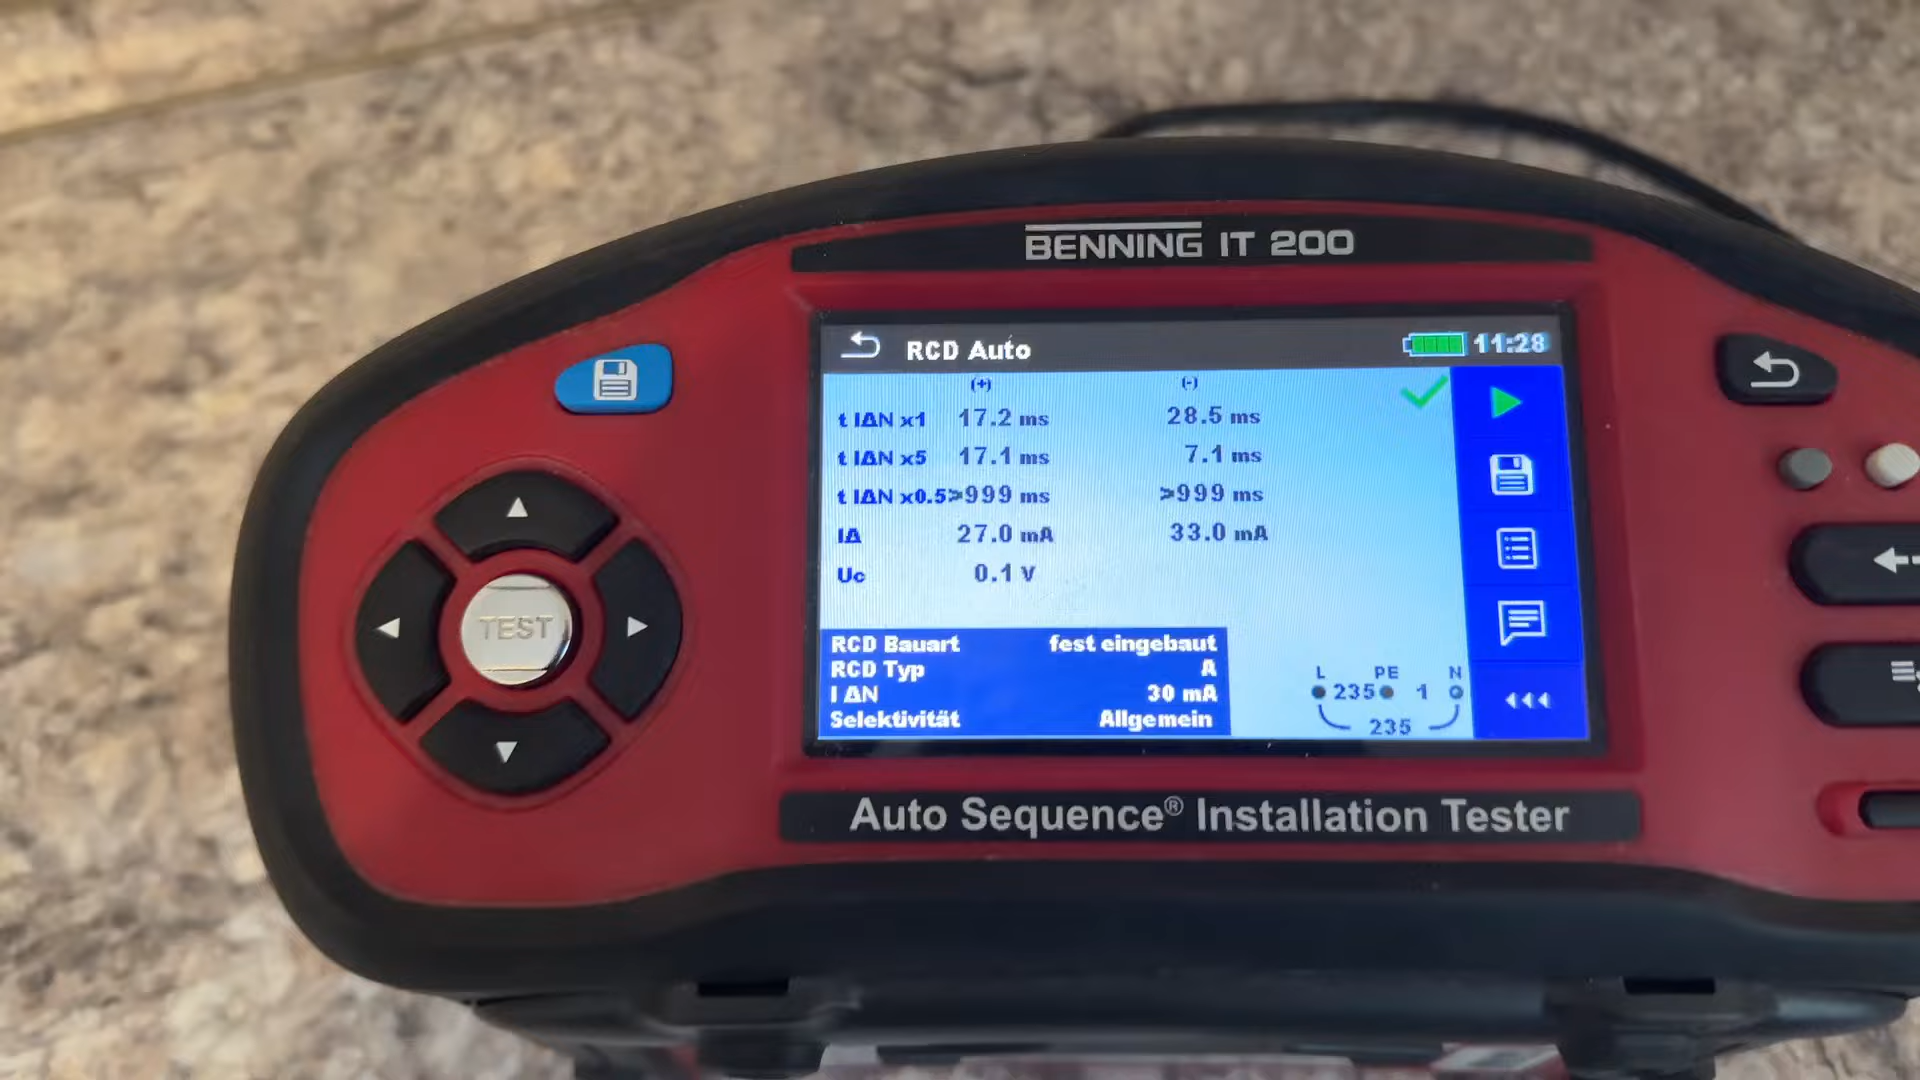 BENNING IT 200
RCD Auto 11:28
(+) (-)
t IΔN x1 17.2 ms 28.5 ms
t IΔN x5 17.1 ms 7.1 ms
t IΔN x0.5 >999 ms >999 ms
IΔ 27.0 mA 33.0 mA
Uc 0.1 V
RCD Bauart fest eingebaut
RCD Typ A
I ΔN 30 mA
Selektivität Allgemein
L PE N
235 1
235
TEST
Auto Sequence® Installation Tester